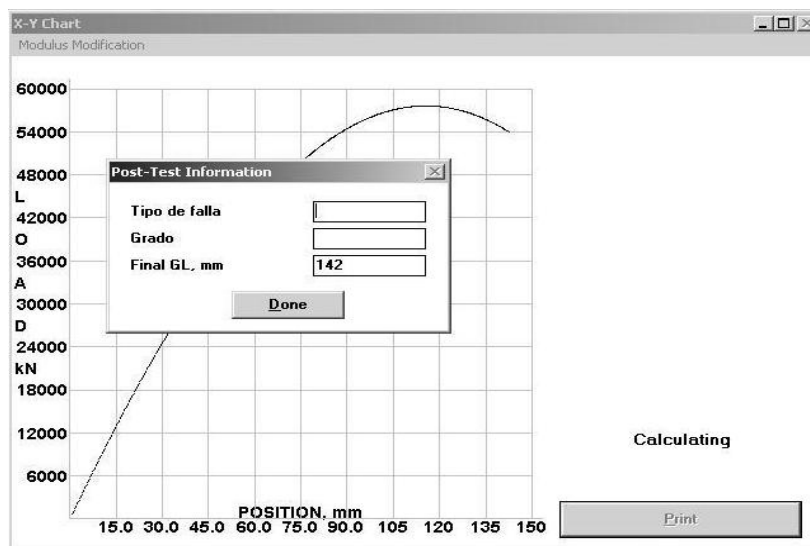 X-Y Chart
Modulus Modification
60000
54000
48000
L
42000
O
36000
A
30000
D
24000
kN
18000
12000
6000
Post-Test Information
Tipo de falla
Grado
Final GL, mm 142
Done
Calculating
POSITION, mm
15.0 30.0 45.0 60.0 75.0 90.0 105 120 135 150
Print